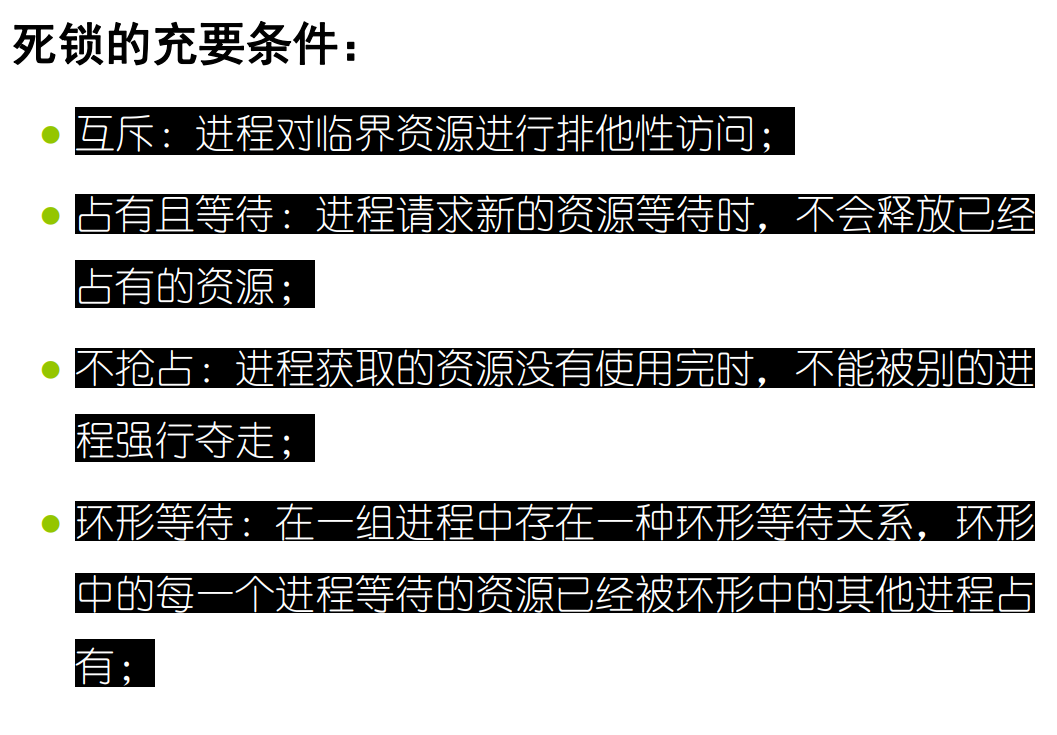 死锁的充要条件：
互斥：进程对临界资源进行排他性访问；
占有且等待：进程请求新的资源等待时，不会释放已经
占有的资源；
不抢占：进程获取的资源没有使用完时，不能被别的进
程强行夺走；
环形等待：在一组进程中存在一种环形等待关系，环形
中的每一个进程等待的资源已经被环形中的其他进程占
有；